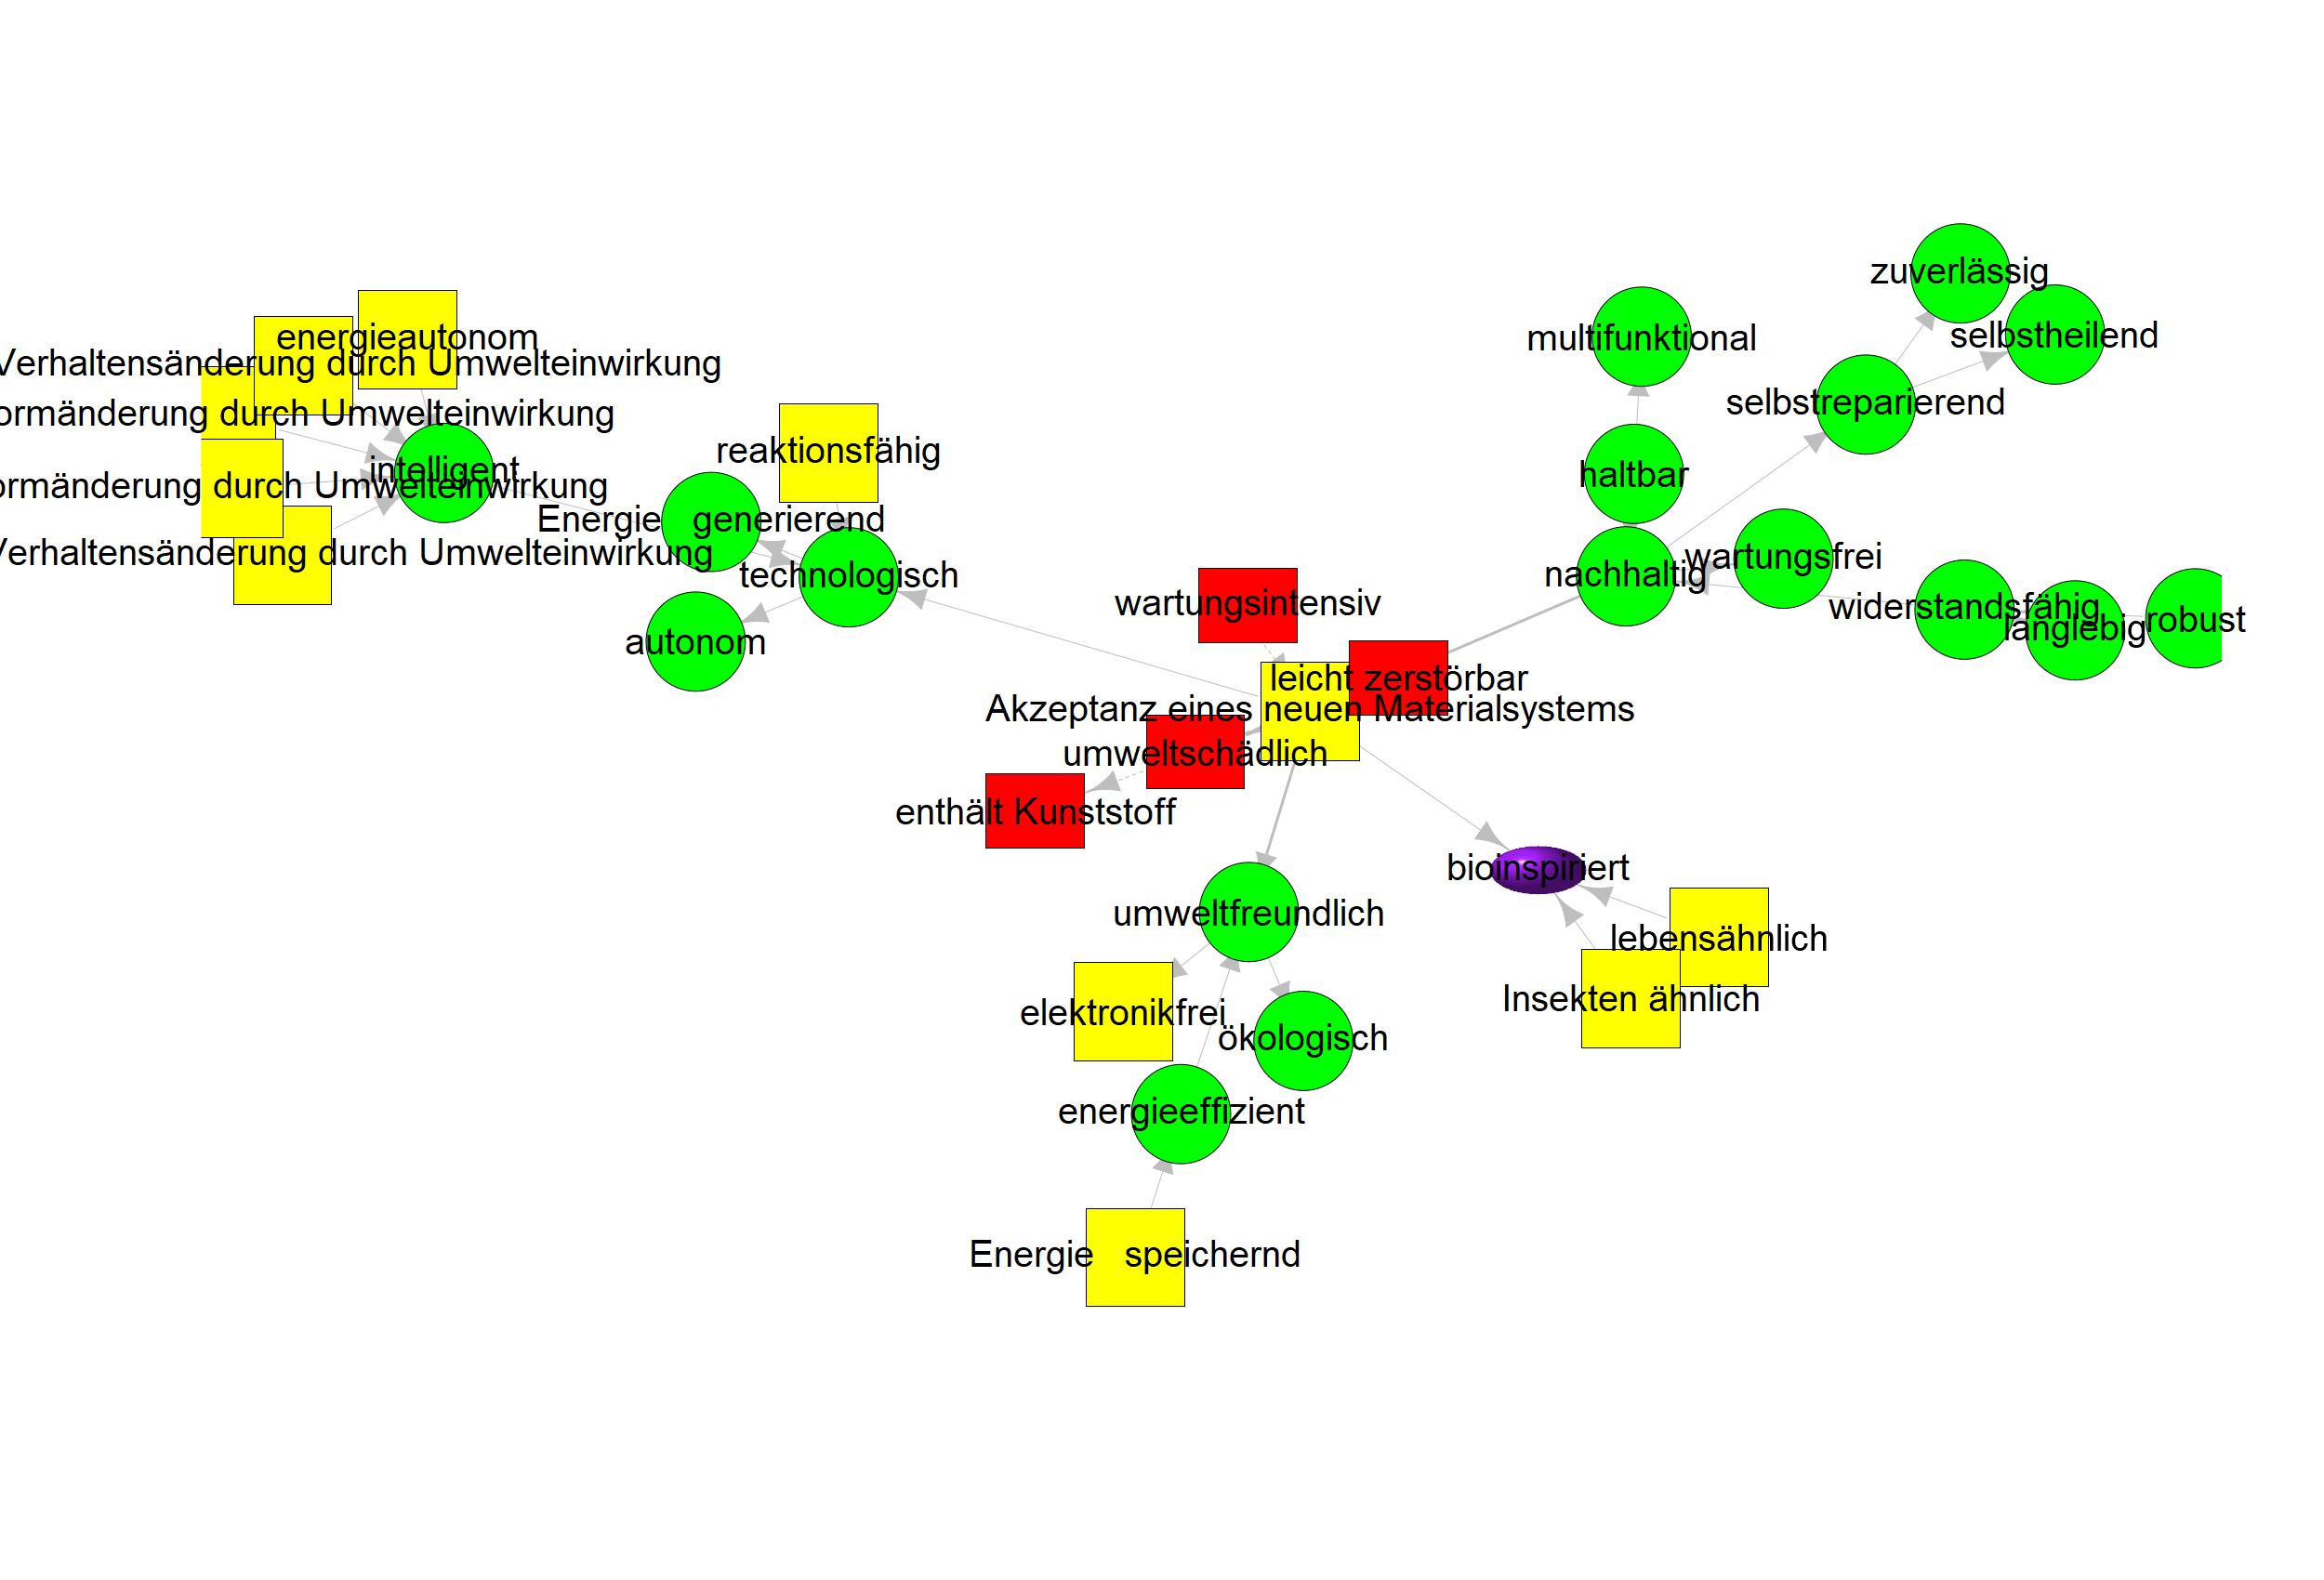 zuverlässig
selbstheilend
multifunktional
energieautonom
Verhaltensänderung durch Umwelteinwirkung
selbstreparierend
ormänderung durch Umwelteinwirkung
reaktionsfähig
intelligent
haltbar
ormänderung durch Umwelteinwirkung
Energie generierend
Verhaltensänderung durch Umwelteinwirkung
wartungsfrei
technologisch
nachhaltig
wartungsintensiv
widerstandsfähig
robust
langlebig
autonom
leicht zerstörbar
Akzeptanz eines neuen Materialsystems
umweltschädlich
enthält Kunststoff
bioinspiriert
umweltfreundlich
lebensähnlich
Insekten ähnlich
elektronikfrei
ökologisch
energieeffizient
Energie speichernd